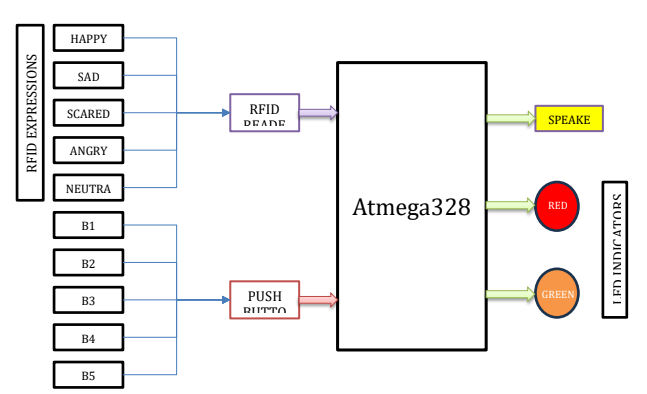 RFID EXPRESSIONS
HAPPY
SAD
SCARED
ANGRY
NEUTRA
B1
B2
B3
B4
B5
RFID
READE
PUSH
BUTTO
Atmega328
SPEAKE
RED
GREEN
LED INDICATORS